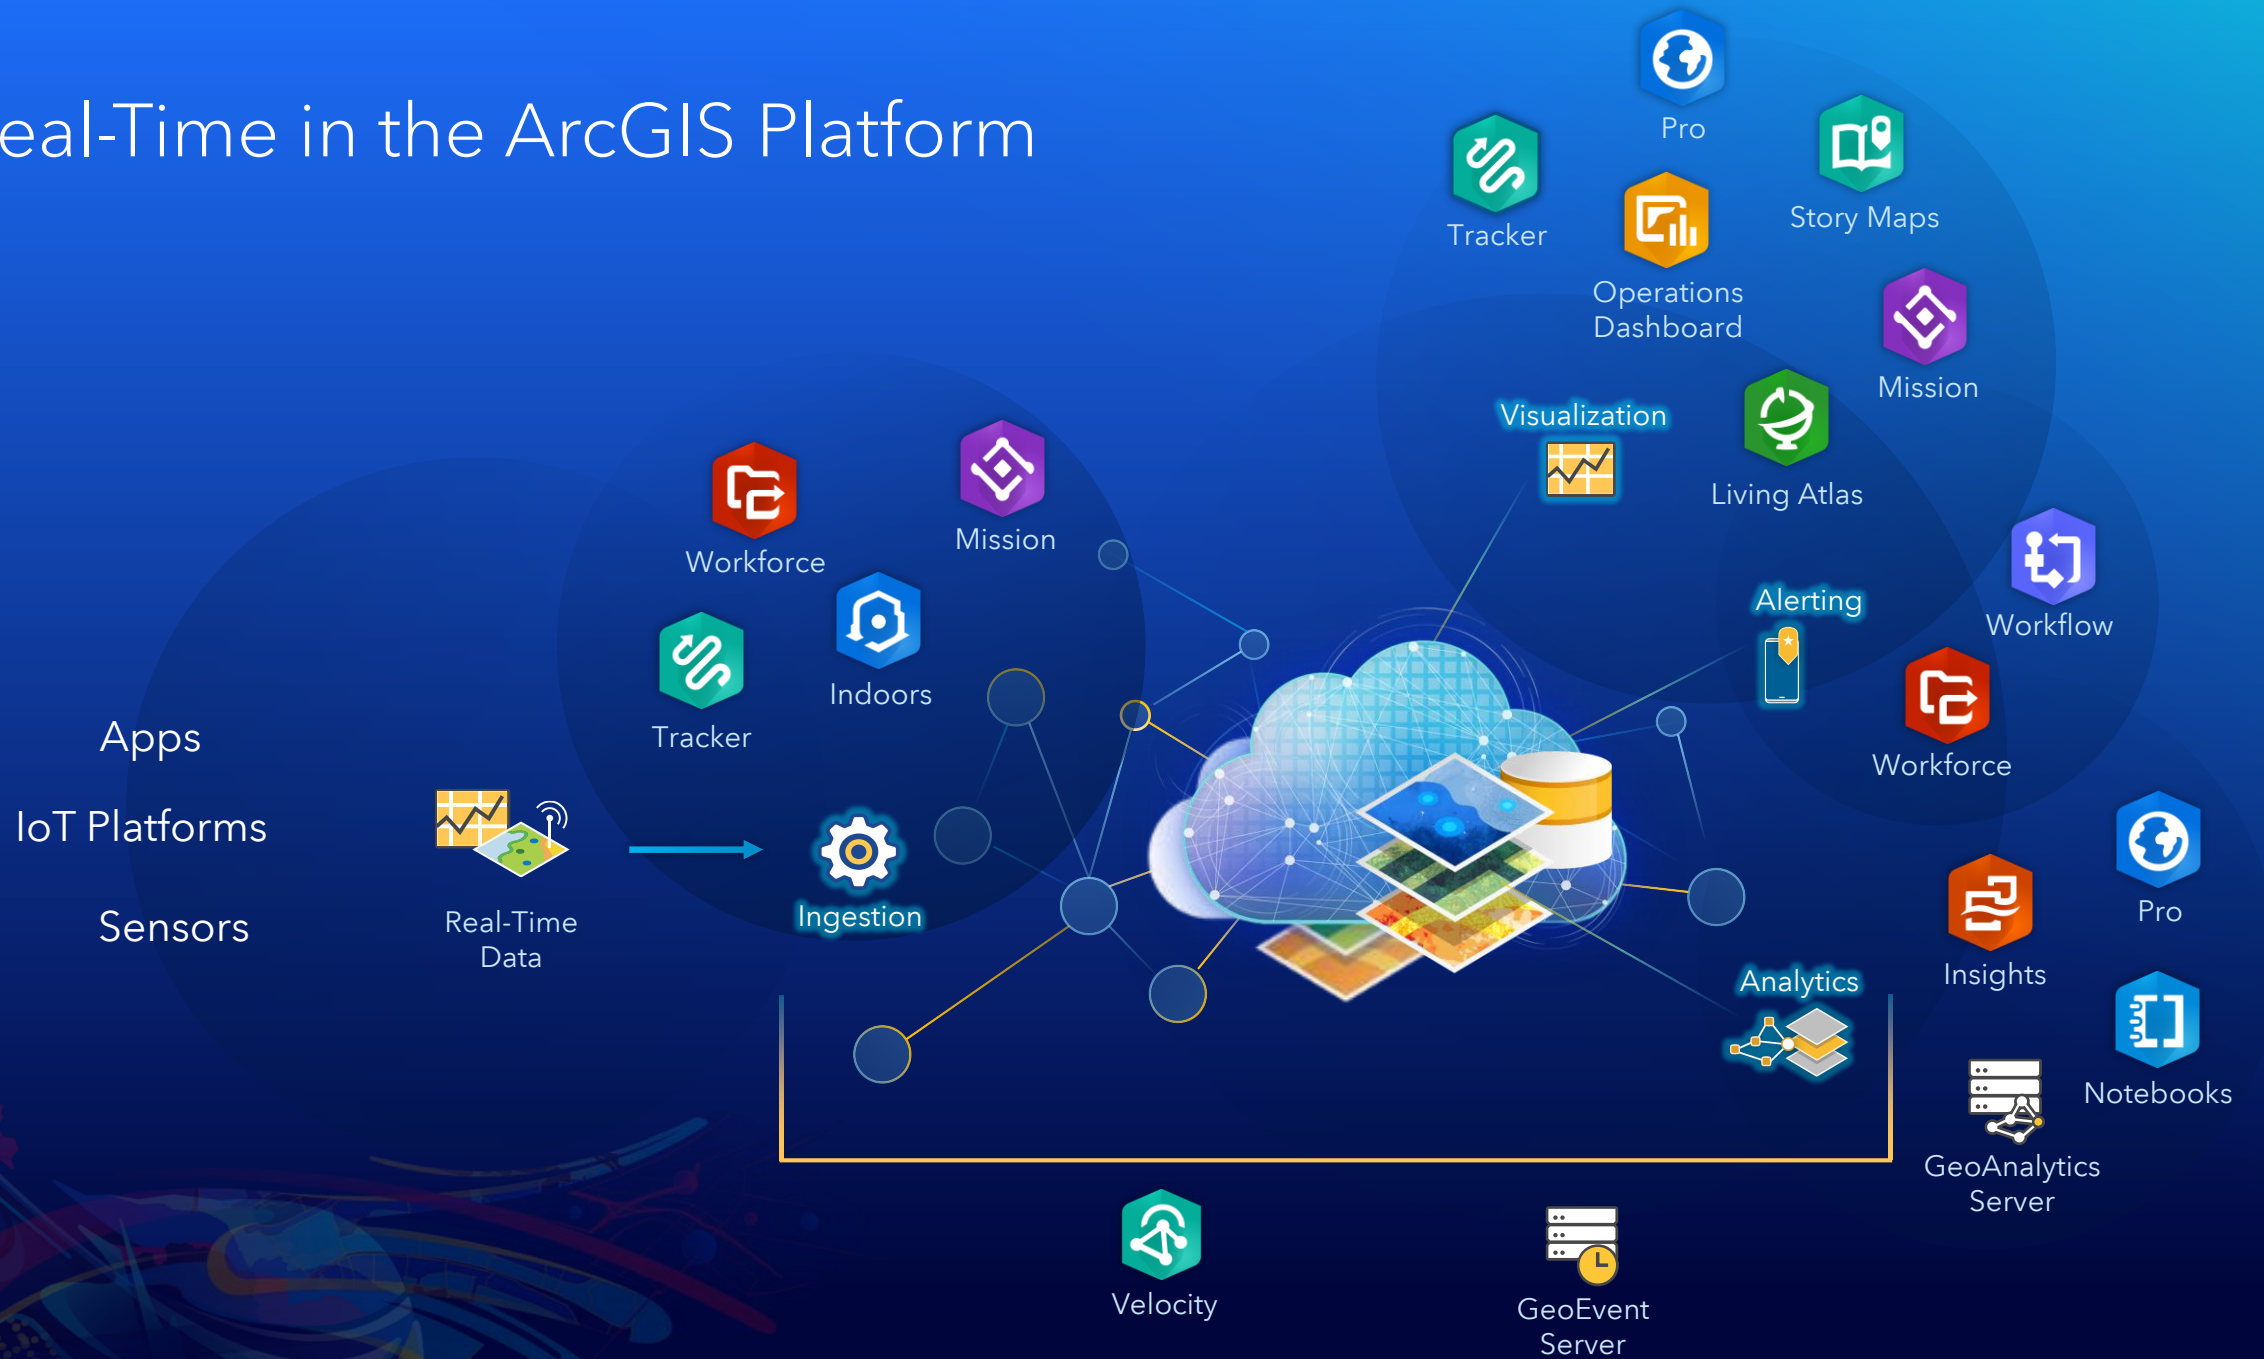 eal-Time in the ArcGIS Platform
Pro
Tracker
Story Maps
Operations
Dashboard
Mission
Visualization
Living Atlas
Workforce
Mission
Indoors
Tracker
Alerting
Workflow
Workforce
Apps
IoT Platforms
Sensors
Real-Time
Data
Ingestion
Analytics
Pro
Insights
Notebooks
GeoAnalytics
Server
Velocity
GeoEvent
Server